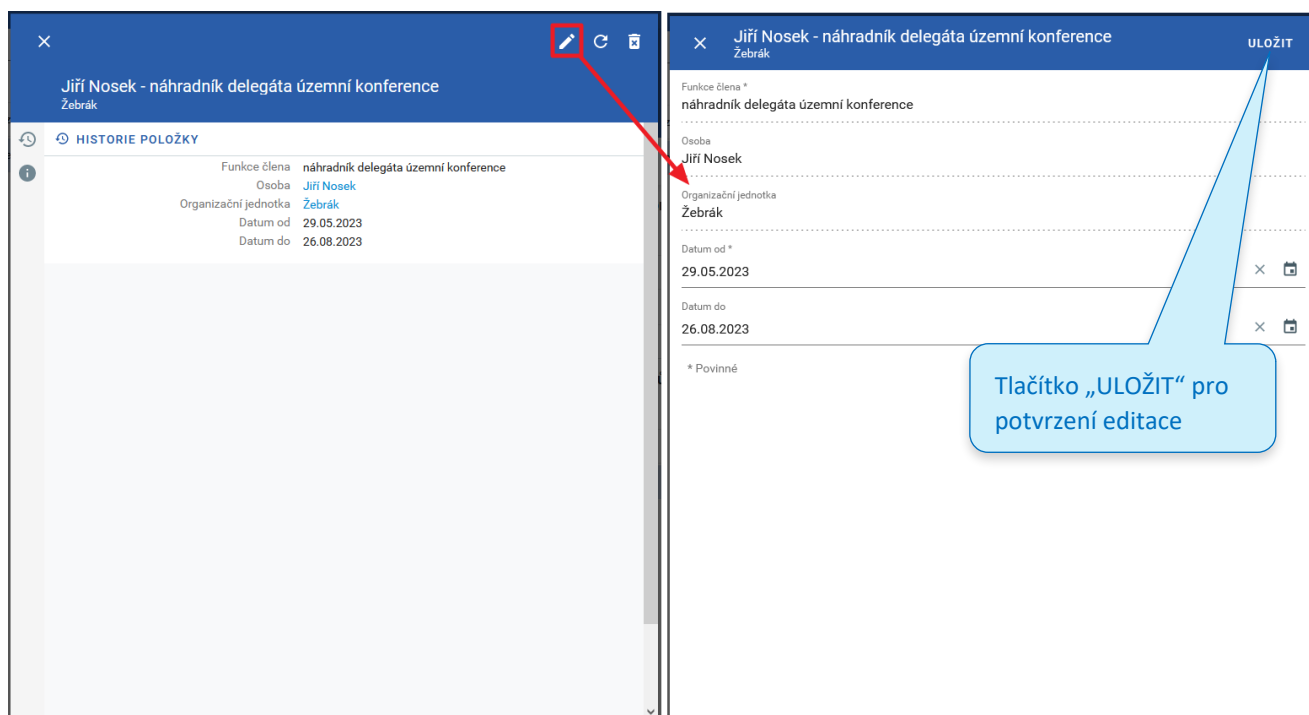 Jiří Nosek - náhradník delegáta územní konference
Žebrák
HISTORIE POLOŽKY
Funkce člena náhradník delegáta územní konference
Osoba Jiří Nosek
Organizační jednotka Žebrák
Datum od 29.05.2023
Datum do 26.08.2023
Jiří Nosek - náhradník delegáta územní konference
Žebrák
ULOŽIT
Funkce člena *
náhradník delegáta územní konference
Osoba
Jiří Nosek
Organizační jednotka
Žebrák
Datum od *
29.05.2023
Datum do
26.08.2023
* Povinné
Tlačítko „ULOŽIT“ pro
potvrzení editace